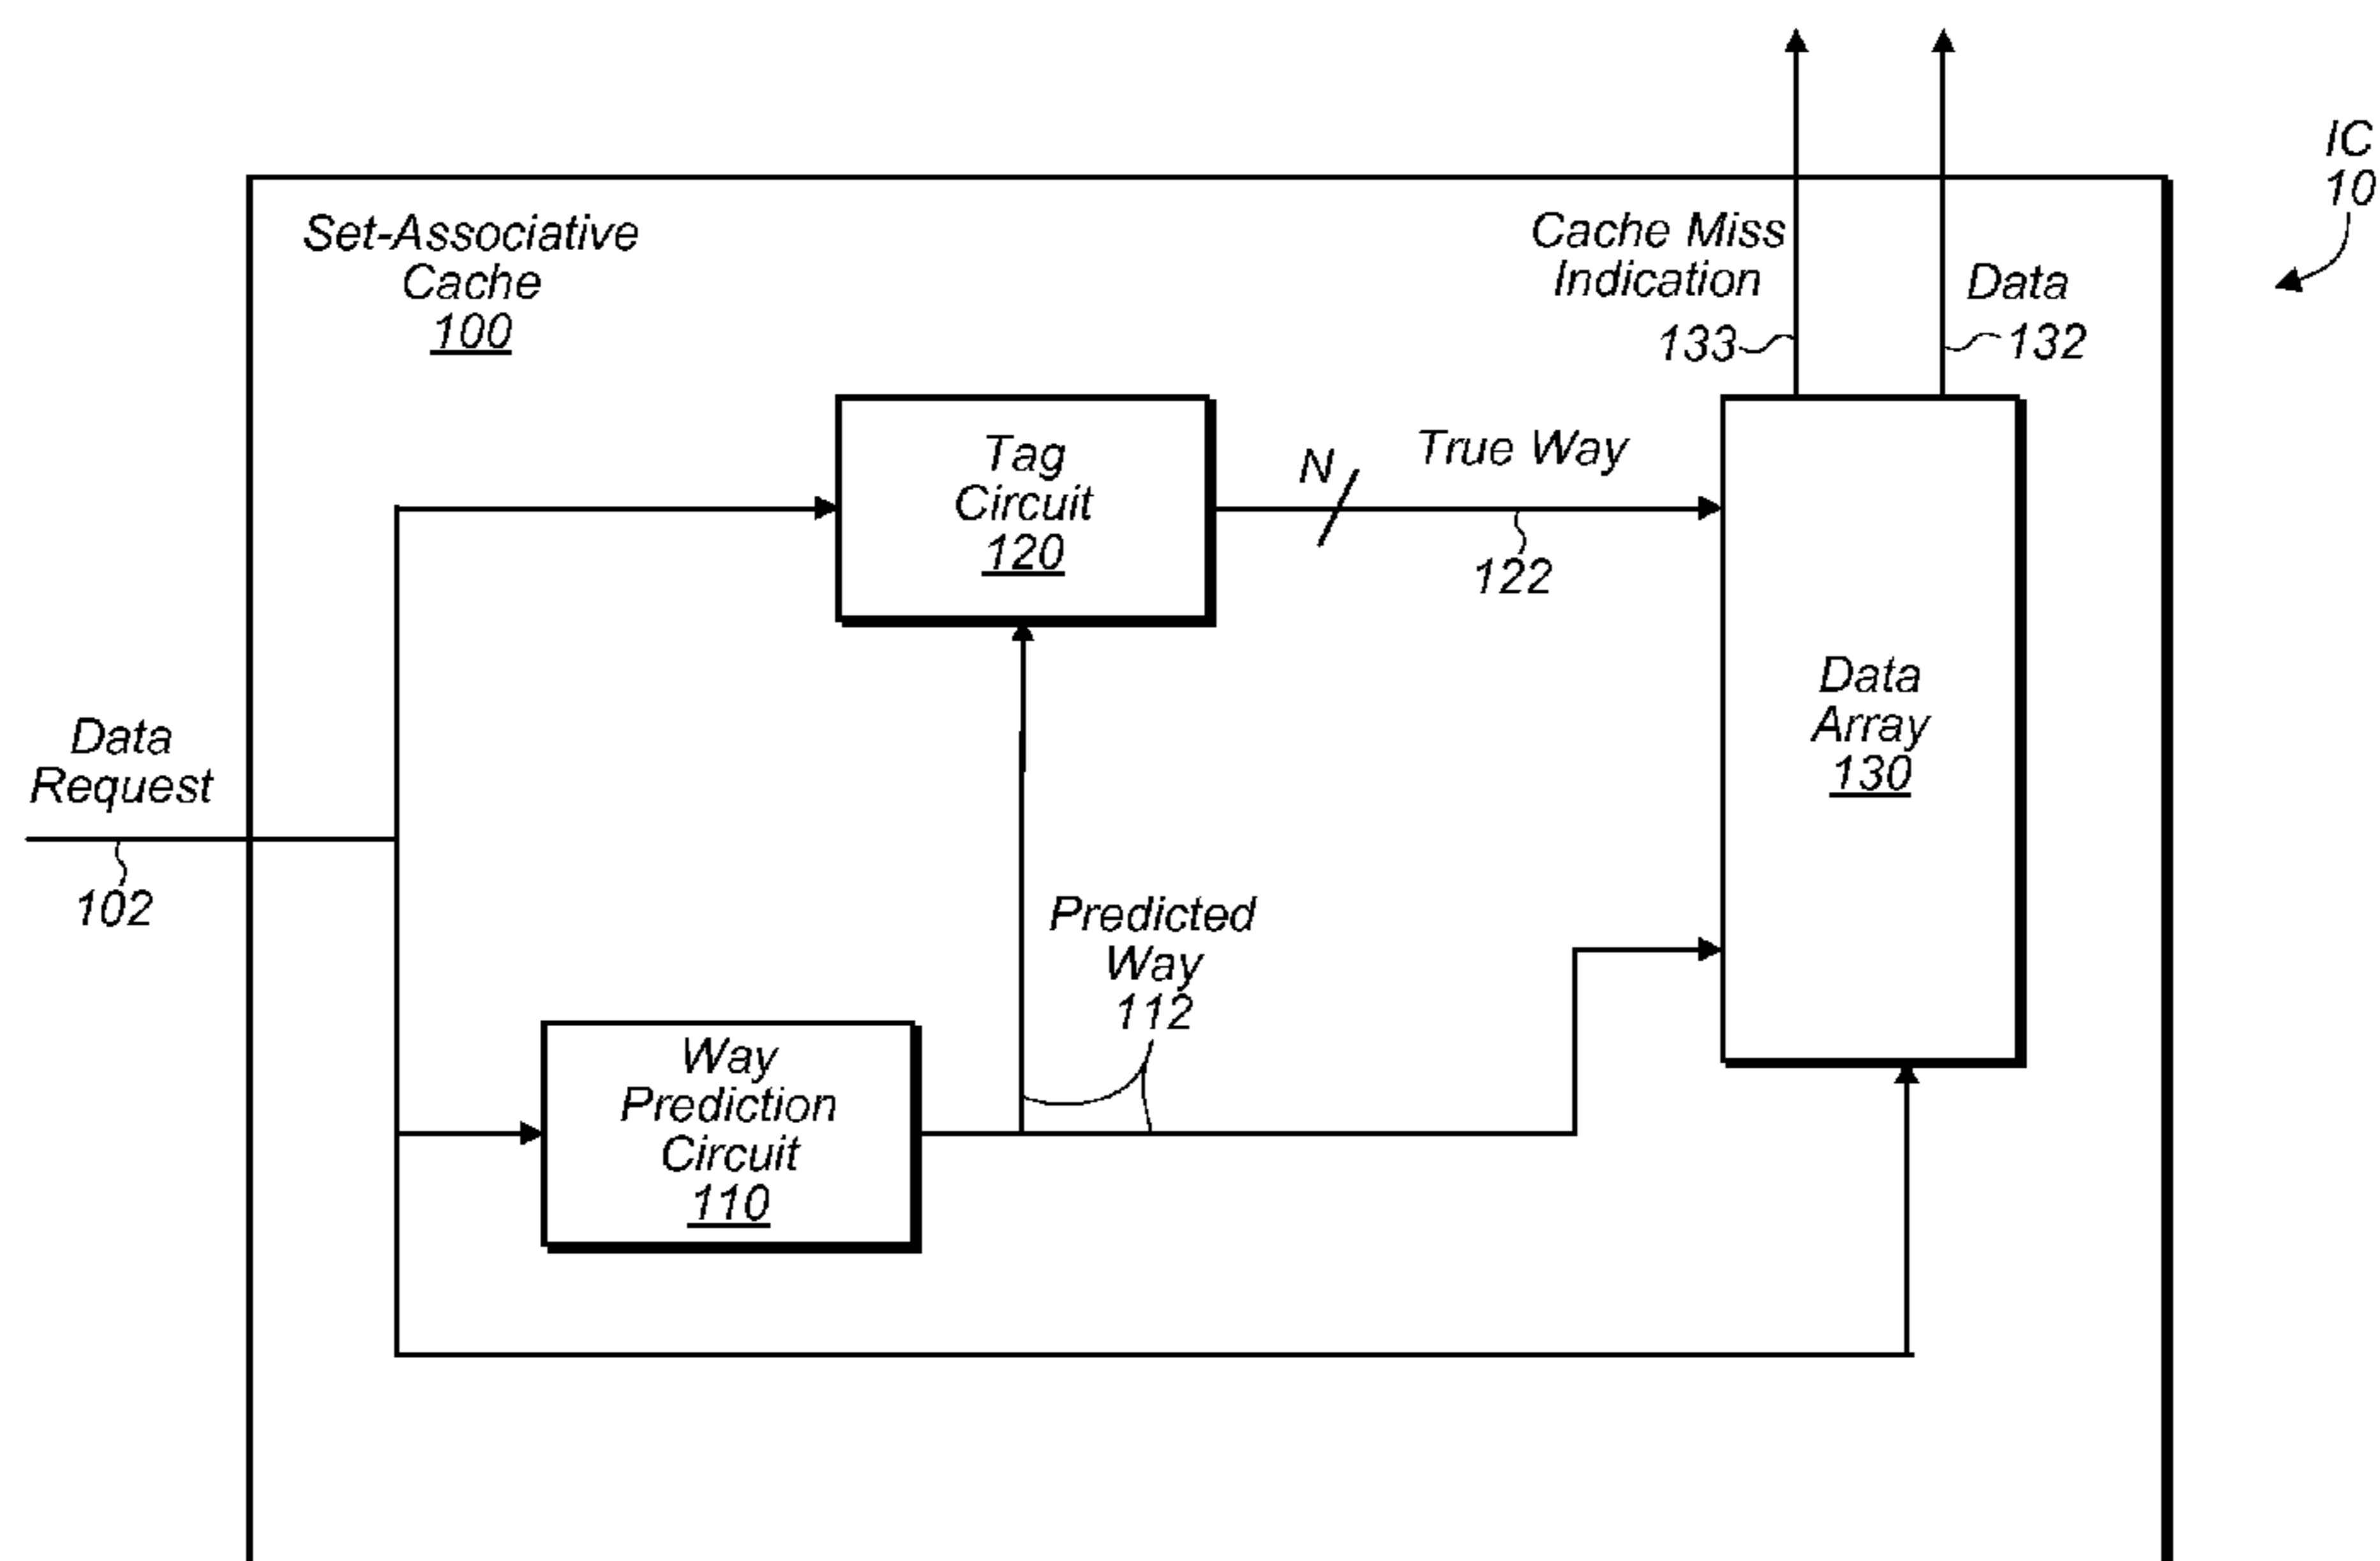 IC
10
Set-Associative
Cache
100
Cache Miss
Indication
133
Data
132
Tag
Circuit
120
N
True Way
122
Data
Array
130
Data
Request
102
Predicted
Way
112
Way
Prediction
Circuit
110